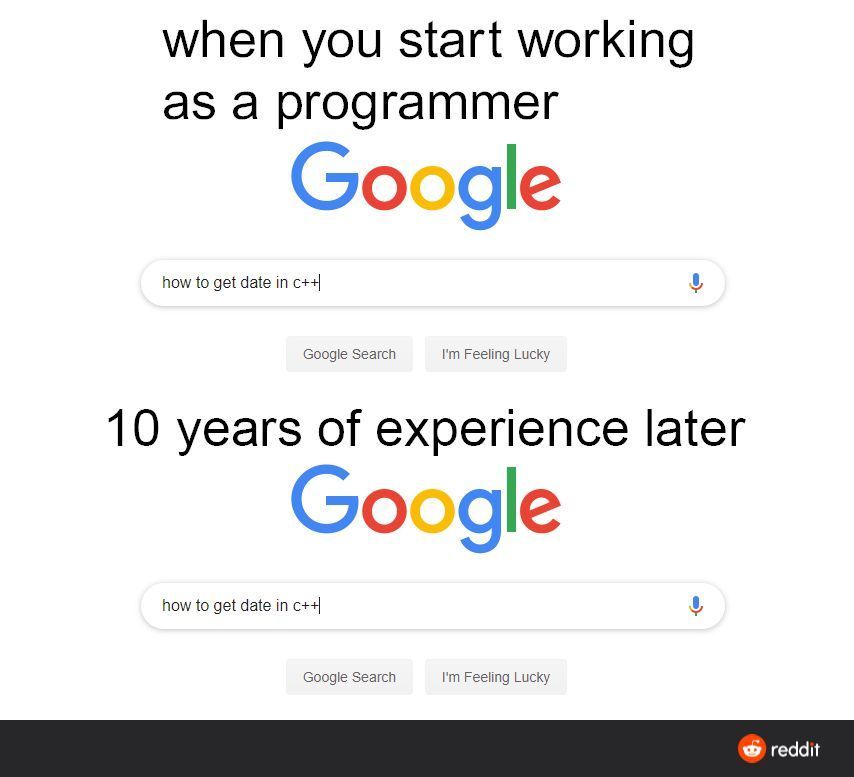 when you start working
as a programmer
Google
how to get date in c++
Google Search I'm Feeling Lucky
10 years of experience later
Google
how to get date in c++
Google Search I'm Feeling Lucky
reddit